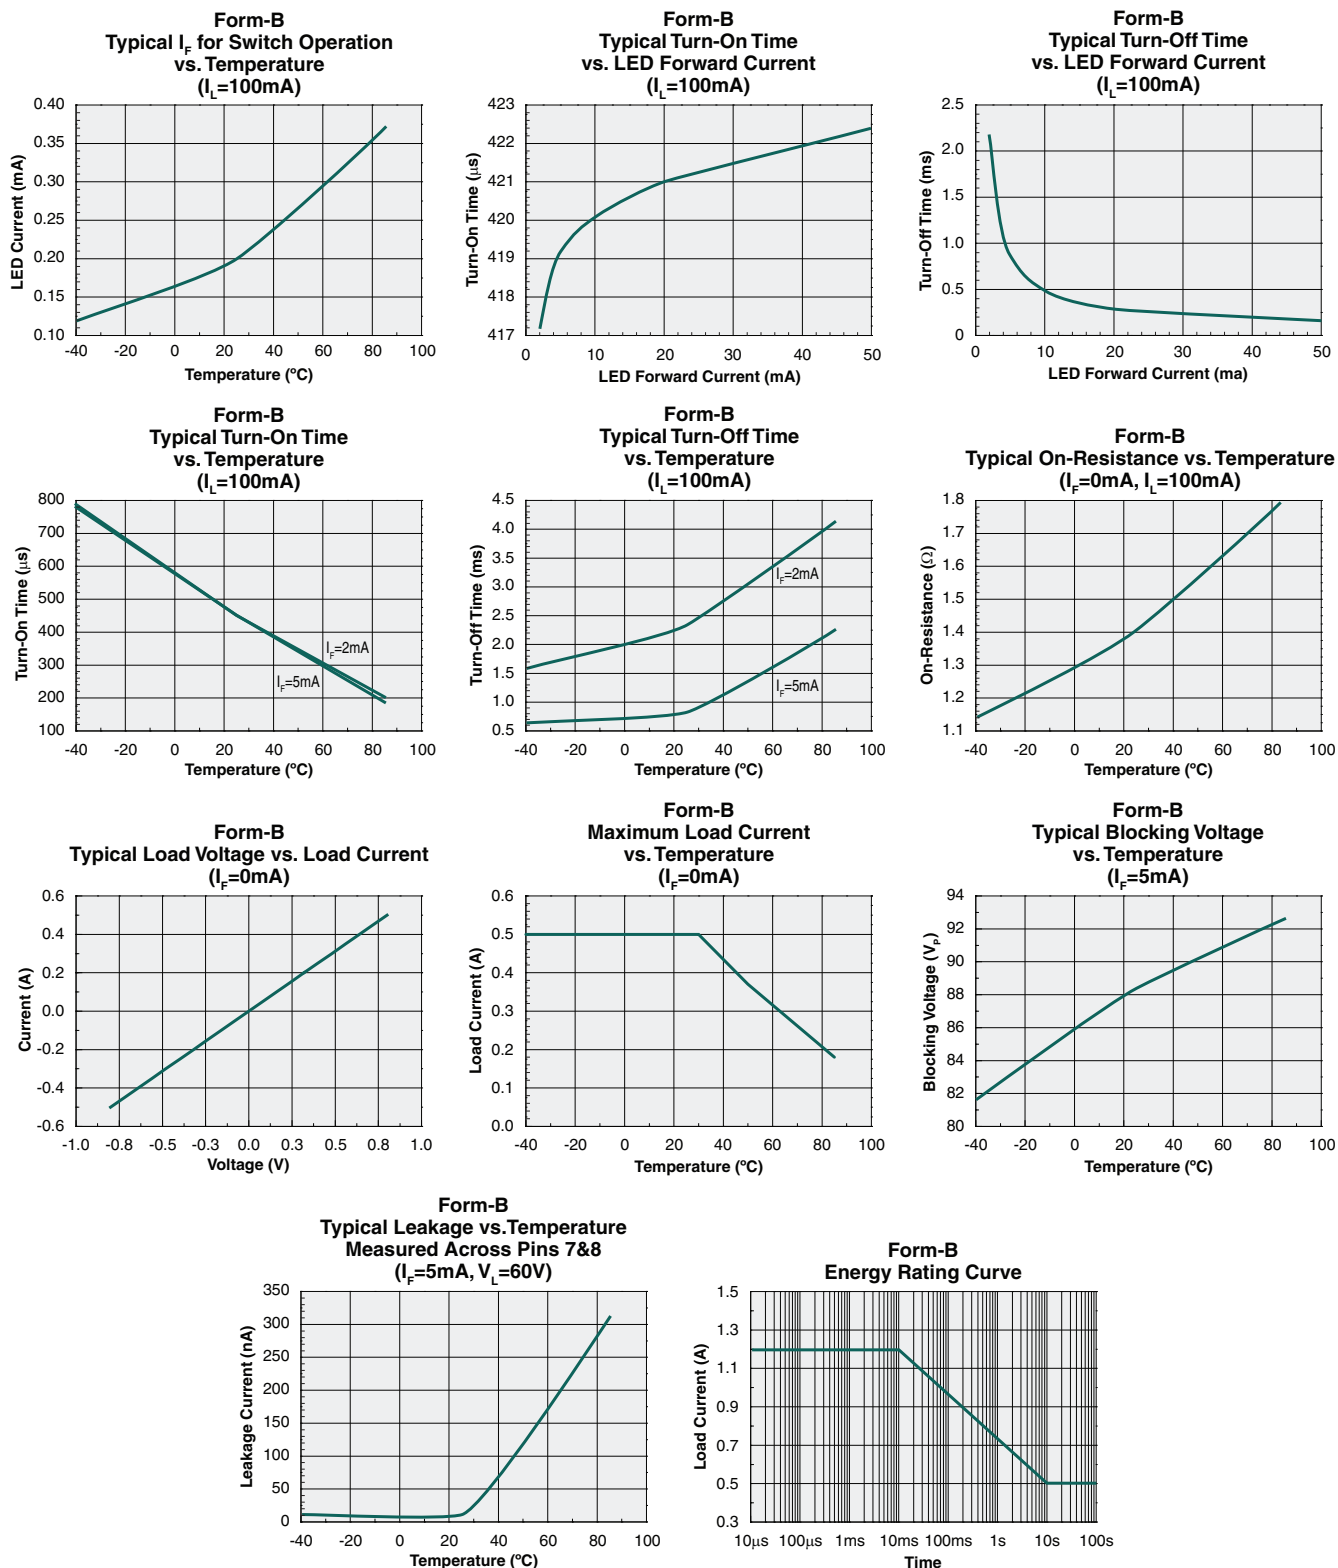 Form-B
Typical IF for Switch Operation
vs. Temperature
(IL=100mA)
LED Current (mA)
0.40
0.35
0.30
0.25
0.20
0.15
0.10
-40 -20 0 20 40 60 80 100
Temperature (ºC)
Form-B
Typical Turn-On Time
vs. LED Forward Current
(IL=100mA)
Turn-On Time (µs)
423
422
421
420
419
418
417
0 10 20 30 40 50
LED Forward Current (mA)
Form-B
Typical Turn-Off Time
vs. LED Forward Current
(IL=100mA)
Turn-Off Time (ms)
2.5
2.0
1.5
1.0
0.5
0
0 10 20 30 40 50
LED Forward Current (ma)
Form-B
Typical Turn-On Time
vs. Temperature
(IL=100mA)
Turn-On Time (µs)
800
700
600
500
400
300
200
100
IF=2mA
IF=5mA
-40 -20 0 20 40 60 80 100
Temperature (ºC)
Form-B
Typical Turn-Off Time
vs. Temperature
(IL=100mA)
Turn-Off Time (ms)
4.5
4.0
3.5
3.0
2.5
2.0
1.5
1.0
0.5
IF=2mA
IF=5mA
-40 -20 0 20 40 60 80 100
Temperature (ºC)
Form-B
Typical On-Resistance vs. Temperature
(IF=0mA, IL=100mA)
On-Resistance (Ω)
1.8
1.7
1.6
1.5
1.4
1.3
1.2
1.1
-40 -20 0 20 40 60 80 100
Temperature (ºC)
Form-B
Typical Load Voltage vs. Load Current
(IF=0mA)
Current (A)
0.6
0.4
0.2
0.0
-0.2
-0.4
-0.6
-1.0 -0.8 -0.5 -0.3 0.0 0.3 0.5 0.8 1.0
Voltage (V)
Form-B
Maximum Load Current
vs. Temperature
(IF=0mA)
Load Current (A)
0.6
0.5
0.4
0.3
0.2
0.1
0.0
-40 -20 0 20 40 60 80 100
Temperature (ºC)
Form-B
Typical Blocking Voltage
vs. Temperature
(IF=5mA)
Blocking Voltage (VP)
94
92
90
88
86
84
82
80
-40 -20 0 20 40 60 80 100
Temperature (ºC)
Form-B
Typical Leakage vs. Temperature
Measured Across Pins 7&8
(IF=5mA, VL=60V)
Leakage Current (nA)
350
300
250
200
150
100
50
0
-40 -20 0 20 40 60 80 100
Temperature (ºC)
Form-B
Energy Rating Curve
Load Current (A)
1.5
1.3
1.1
0.9
0.7
0.5
0.3
10µs 100µs 1ms 10ms 100ms 1s 10s 100s
Time